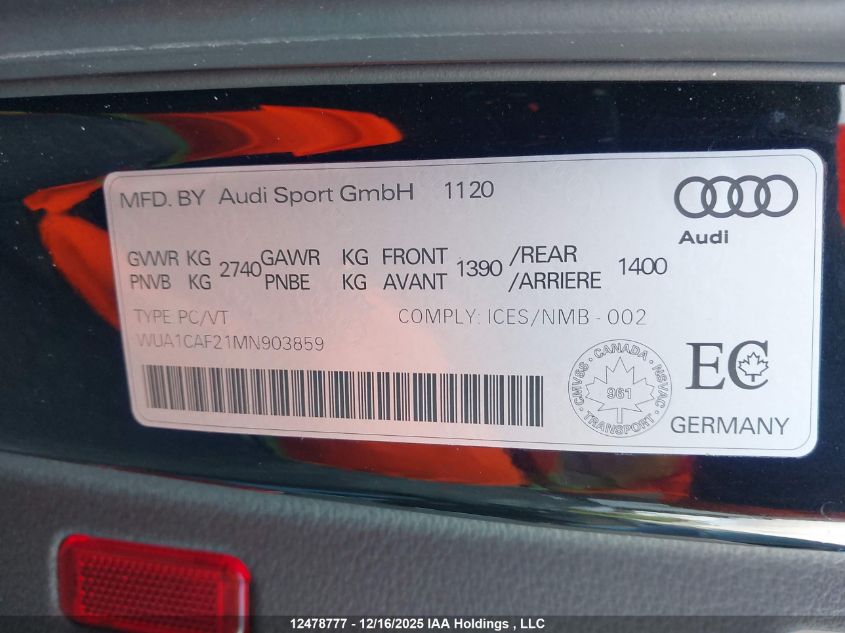 MFD. BY Audi Sport GmbH 1120
Audi
GVWR KG 2740 GAWR KG FRONT 1390 /REAR 1400
PNVB KG PNBE KG AVANT /ARRIERE
TYPE PC/VT COMPLY: ICES/NMB - 002
WUA1CAF21MN903859
CANADA
CMVSS NSVAC
961
TRANSPORT
EC
GERMANY
12478777 - 12/16/2025 IAA Holdings , LLC